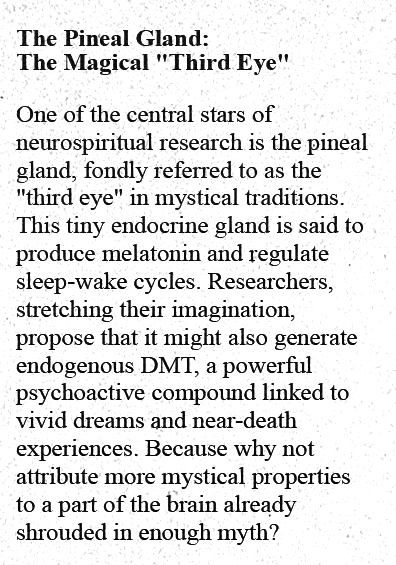 The Pineal Gland:
The Magical "Third Eye"
One of the central stars of
neurospiritual research is the pineal
gland, fondly referred to as the
"third eye" in mystical traditions.
This tiny endocrine gland is said to
produce melatonin and regulate
sleep-wake cycles. Researchers,
stretching their imagination,
propose that it might also generate
endogenous DMT, a powerful
psychoactive compound linked to
vivid dreams and near-death
experiences. Because why not
attribute more mystical properties
to a part of the brain already
shrouded in enough myth?